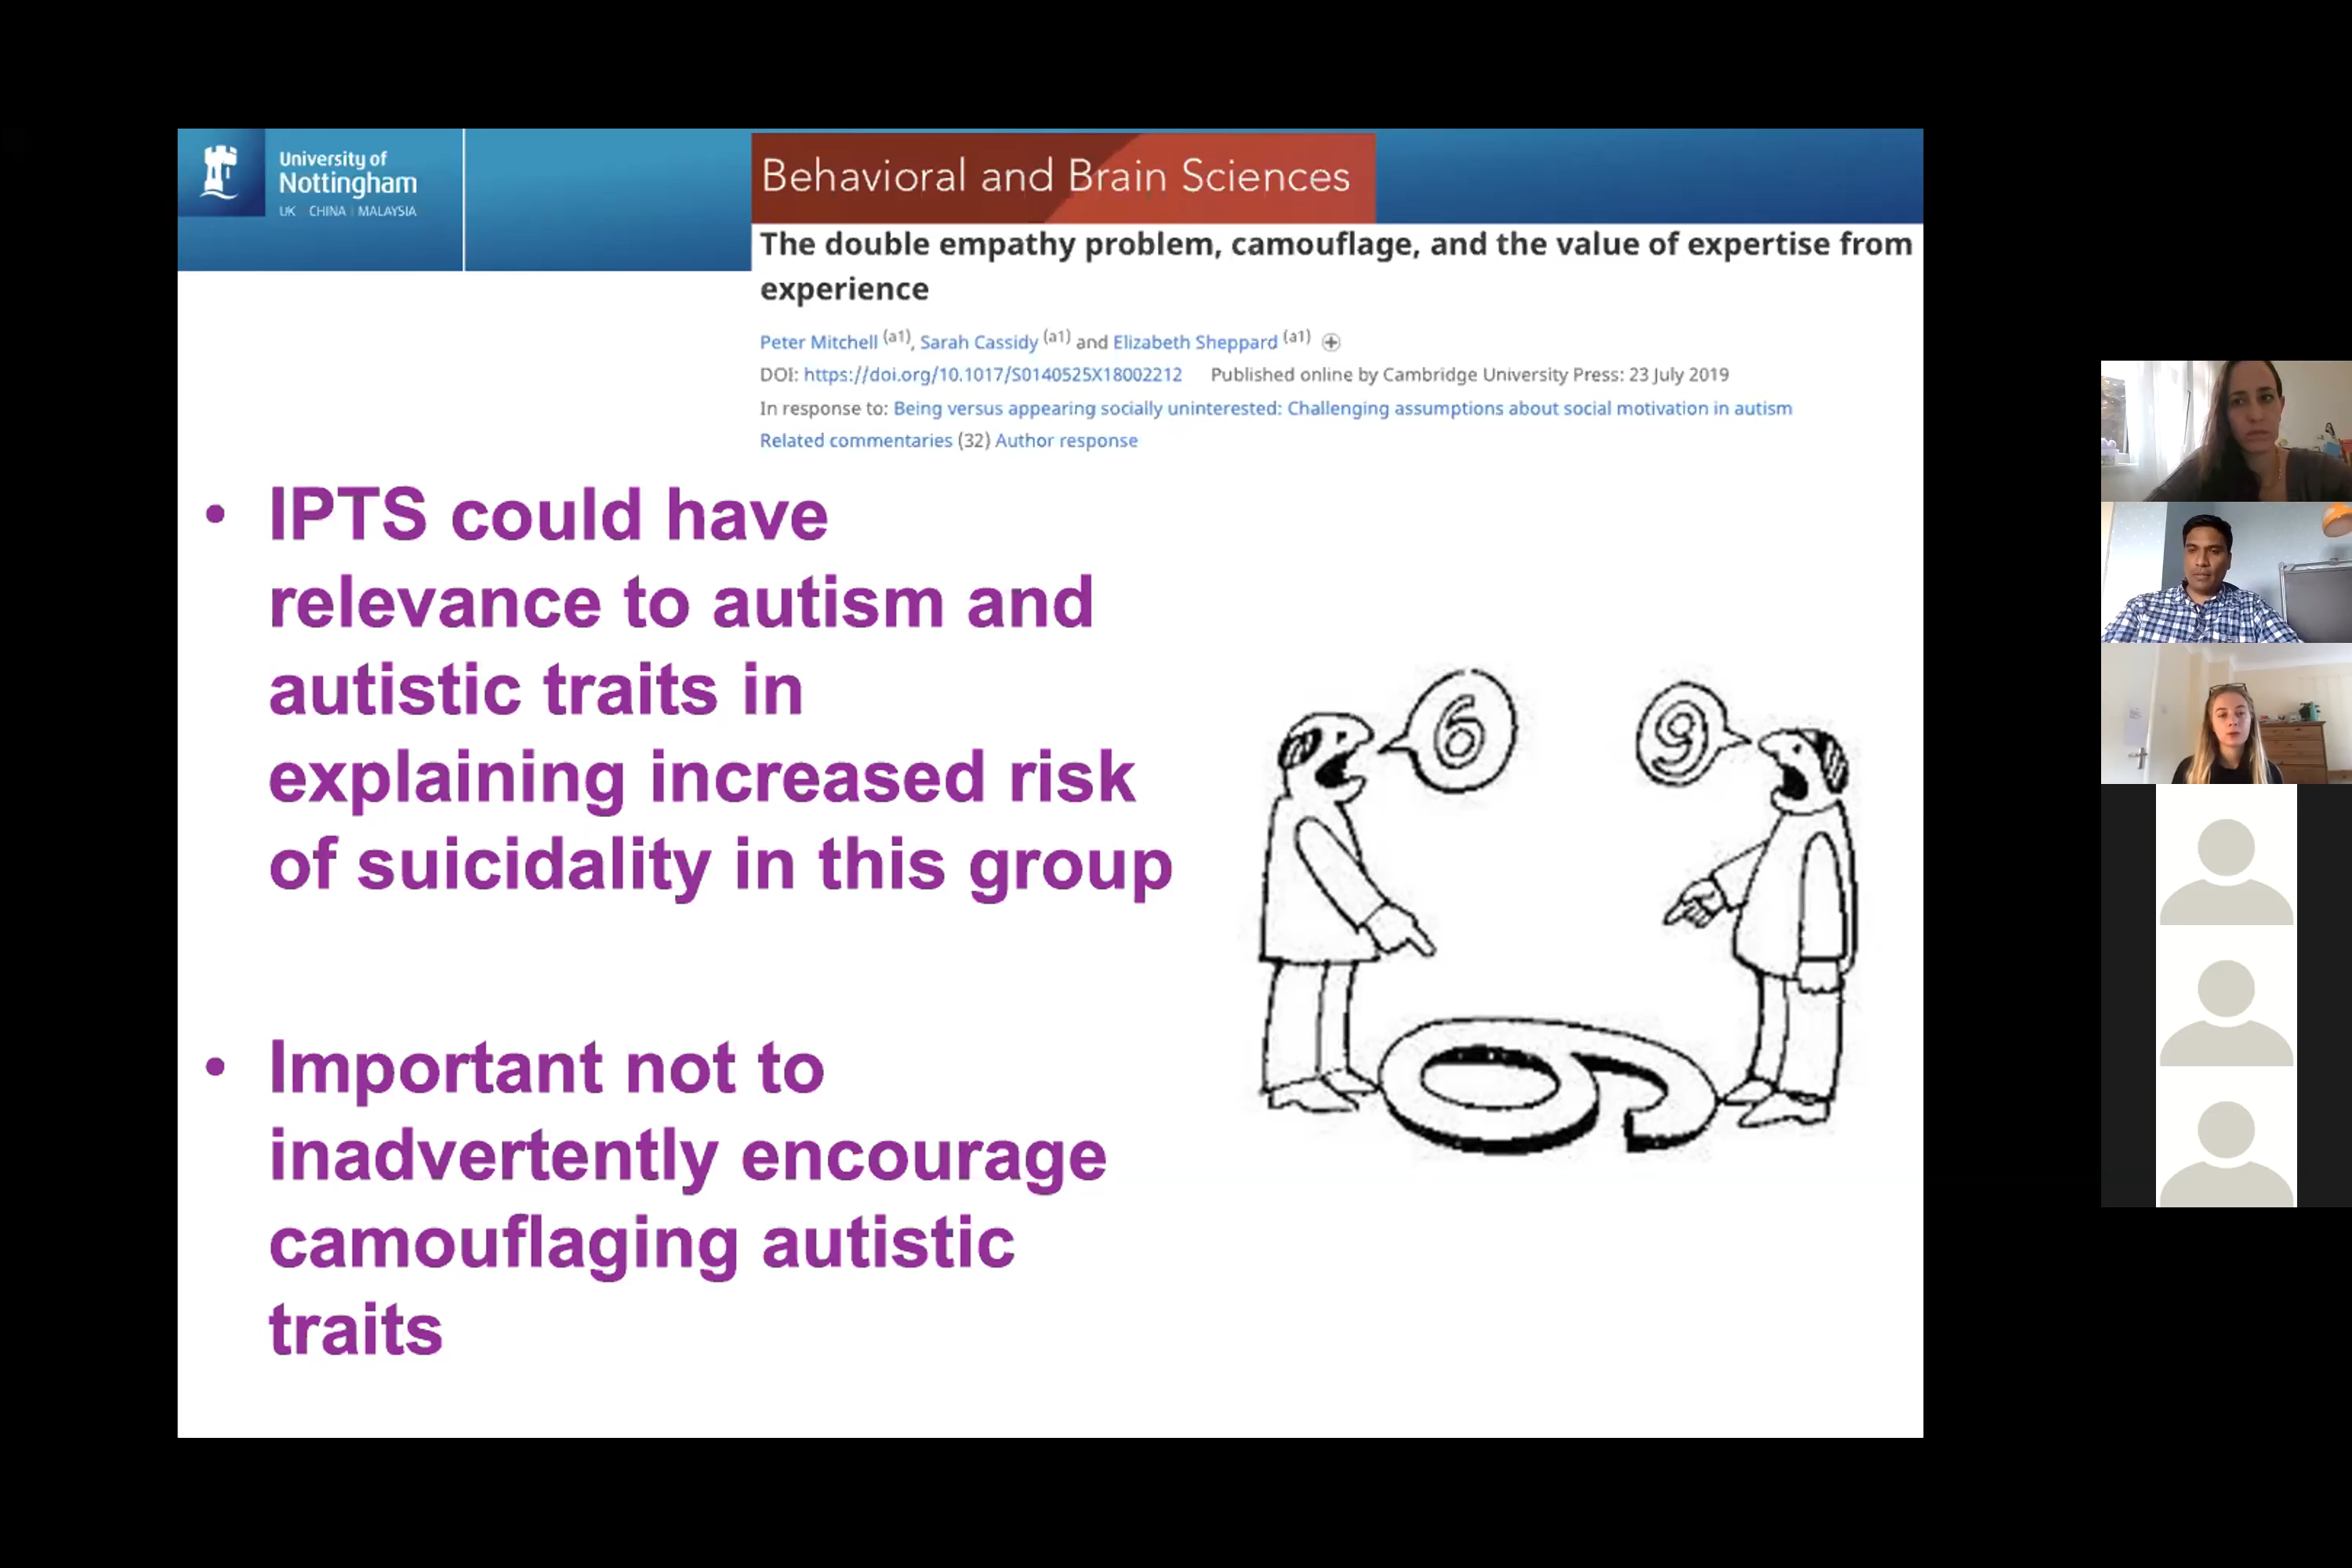 University of
Nottingham
UK | CHINA | MALAYSIA
Behavioral and Brain Sciences
The double empathy problem, camouflage, and the value of expertise from
experience
Peter Mitchell (a1), Sarah Cassidy (a1) and Elizabeth Sheppard (a1)
DOI: https://doi.org/10.1017/S0140525X18002212 Published online by Cambridge University Press: 23 July 2019
In response to: Being versus appearing socially uninterested: Challenging assumptions about social motivation in autism
Related commentaries (32) Author response
• IPTS could have
relevance to autism and
autistic traits in
explaining increased risk
of suicidality in this group
• Important not to
inadvertently encourage
camouflaging autistic
traits
6
9
6